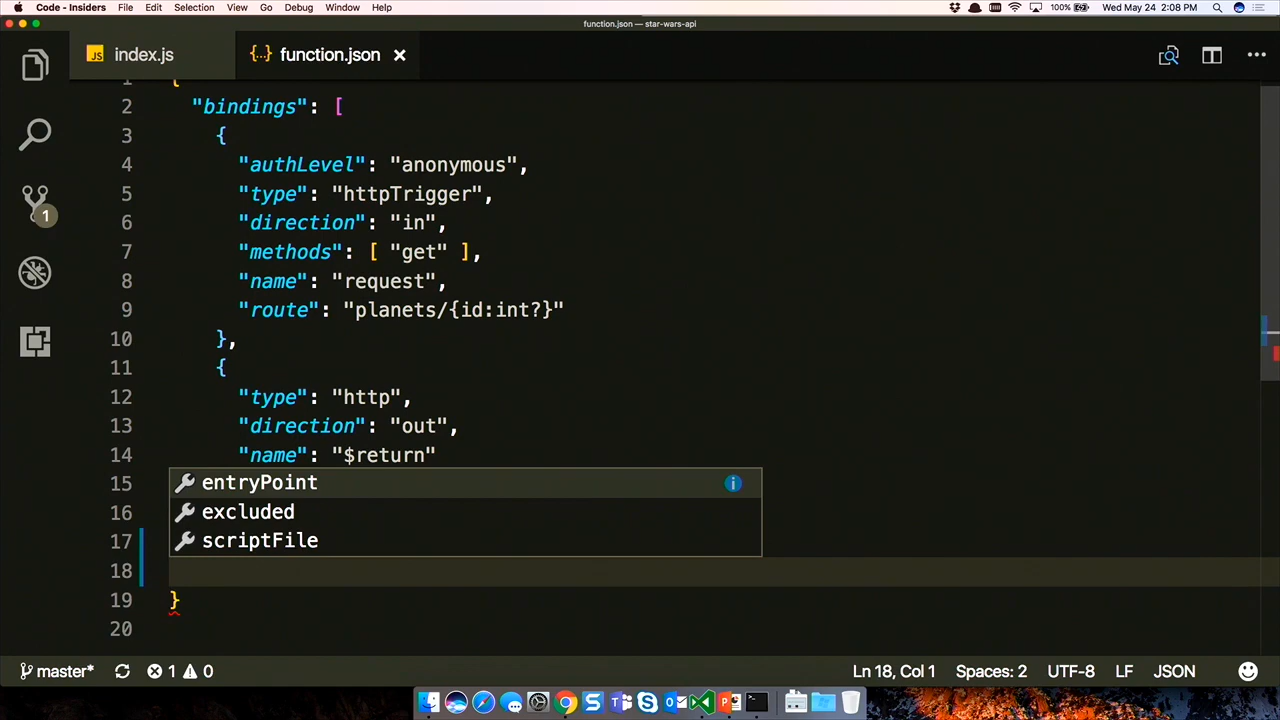 Code - Insiders File Edit Selection View Go Debug Window Help 100% Wed May 24 2:08 PM
function.json — star-wars-api
JS index.js {..} function.json ×
1 {
2 "bindings": [
3 {
4 "authLevel": "anonymous",
5 "type": "httpTrigger",
6 "direction": "in",
7 "methods": [ "get" ],
8 "name": "request",
9 "route": "planets/{id:int?}"
10 },
11 {
12 "type": "http",
13 "direction": "out",
14 "name": "$return"
15 entryPoint
16 excluded
17 scriptFile
18
19 }
20
1
master* 1 0 Ln 18, Col 1 Spaces: 2 UTF-8 LF JSON